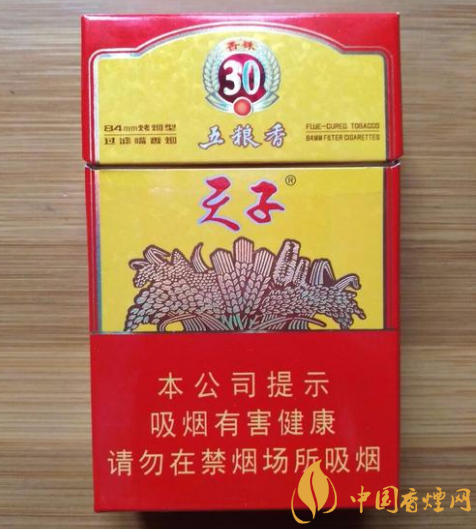 香珠
30
84mm烤烟型
过滤嘴香烟
五粮香
FLUE-CURED TOBACCO
84MM FILTER CIGARETTES
天子®
本公司提示
吸烟有害健康
请勿在禁烟场所吸烟
中国香煙网